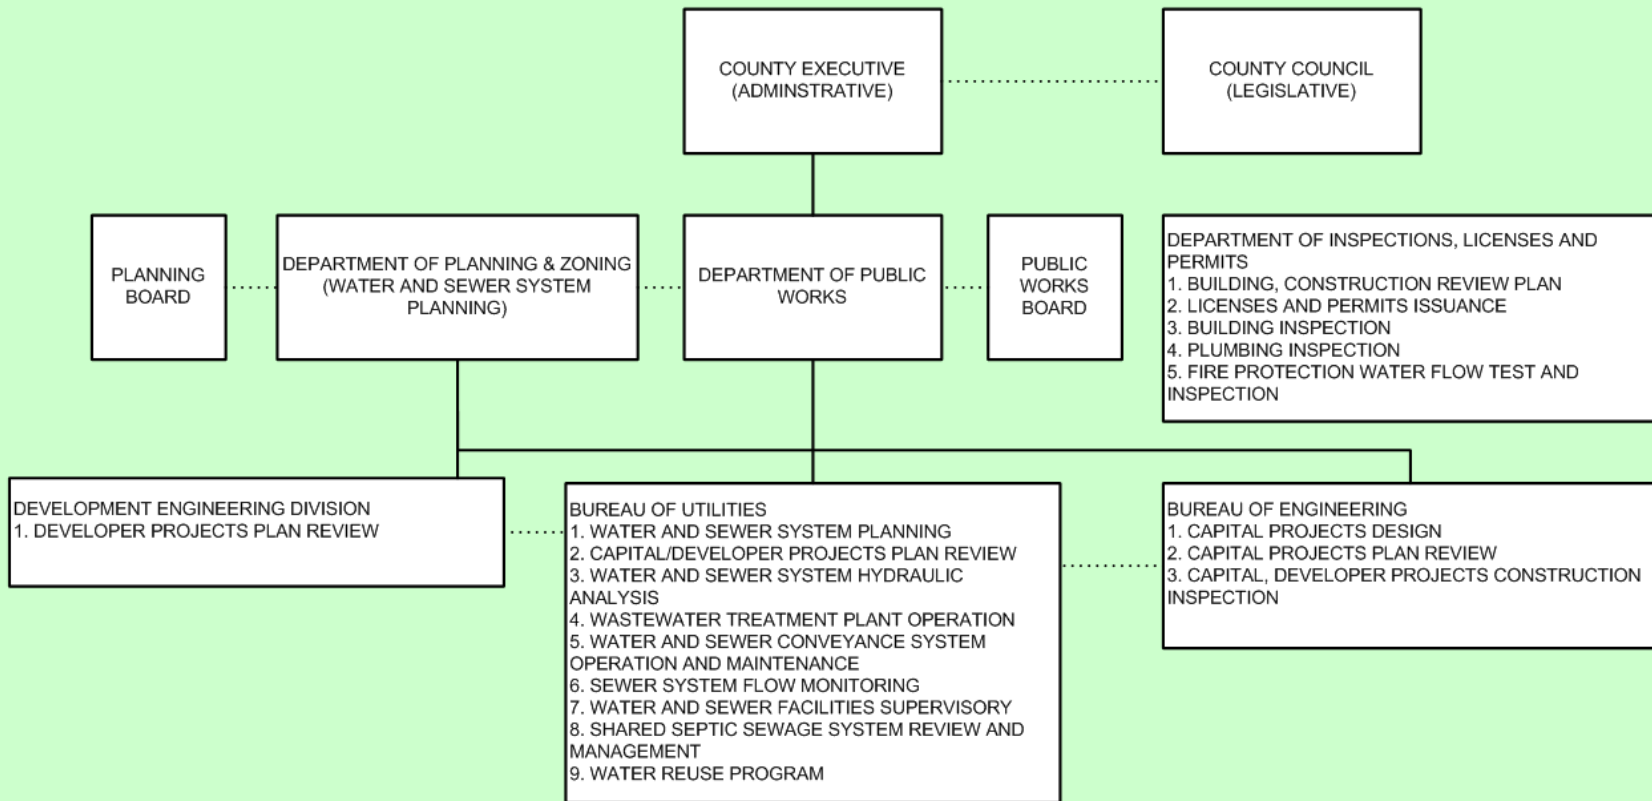 COUNTY EXECUTIVE
(ADMINSTRATIVE)
COUNTY COUNCIL
(LEGISLATIVE)
PLANNING
BOARD
DEPARTMENT OF PLANNING & ZONING
(WATER AND SEWER SYSTEM
PLANNING)
DEPARTMENT OF PUBLIC
WORKS
PUBLIC
WORKS
BOARD
DEPARTMENT OF INSPECTIONS, LICENSES AND
PERMITS
1. BUILDING, CONSTRUCTION REVIEW PLAN
2. LICENSES AND PERMITS ISSUANCE
3. BUILDING INSPECTION
4. PLUMBING INSPECTION
5. FIRE PROTECTION WATER FLOW TEST AND
INSPECTION
DEVELOPMENT ENGINEERING DIVISION
1. DEVELOPER PROJECTS PLAN REVIEW
BUREAU OF UTILITIES
1. WATER AND SEWER SYSTEM PLANNING
2. CAPITAL/DEVELOPER PROJECTS PLAN REVIEW
3. WATER AND SEWER SYSTEM HYDRAULIC
ANALYSIS
4. WASTEWATER TREATMENT PLANT OPERATION
5. WATER AND SEWER CONVEYANCE SYSTEM
OPERATION AND MAINTENANCE
6. SEWER SYSTEM FLOW MONITORING
7. WATER AND SEWER FACILITIES SUPERVISORY
8. SHARED SEPTIC SEWAGE SYSTEM REVIEW AND
MANAGEMENT
9. WATER REUSE PROGRAM
BUREAU OF ENGINEERING
1. CAPITAL PROJECTS DESIGN
2. CAPITAL PROJECTS PLAN REVIEW
3. CAPITAL, DEVELOPER PROJECTS CONSTRUCTION
INSPECTION